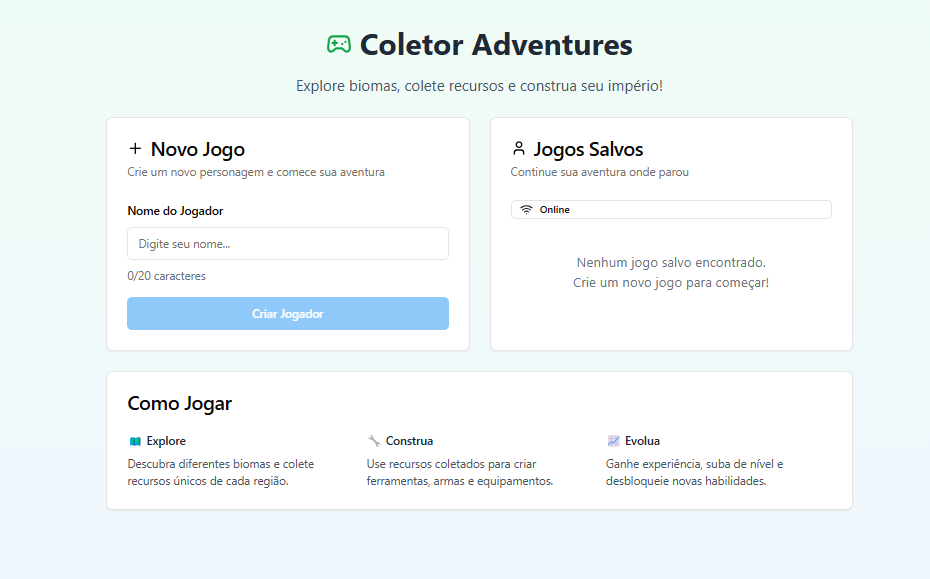 Coletor Adventures
Explore biomas, colete recursos e construa seu império!
Novo Jogo
Crie um novo personagem e comece sua aventura
Nome do Jogador
Digite seu nome...
0/20 caracteres
Criar Jogador
Jogos Salvos
Continue sua aventura onde parou
Online
Nenhum jogo salvo encontrado.
Crie um novo jogo para começar!
Como Jogar
Explore
Descubra diferentes biomas e colete
recursos únicos de cada região.
Construa
Use recursos coletados para criar
ferramentas, armas e equipamentos.
Evolua
Ganhe experiência, suba de nível e
desbloqueie novas habilidades.